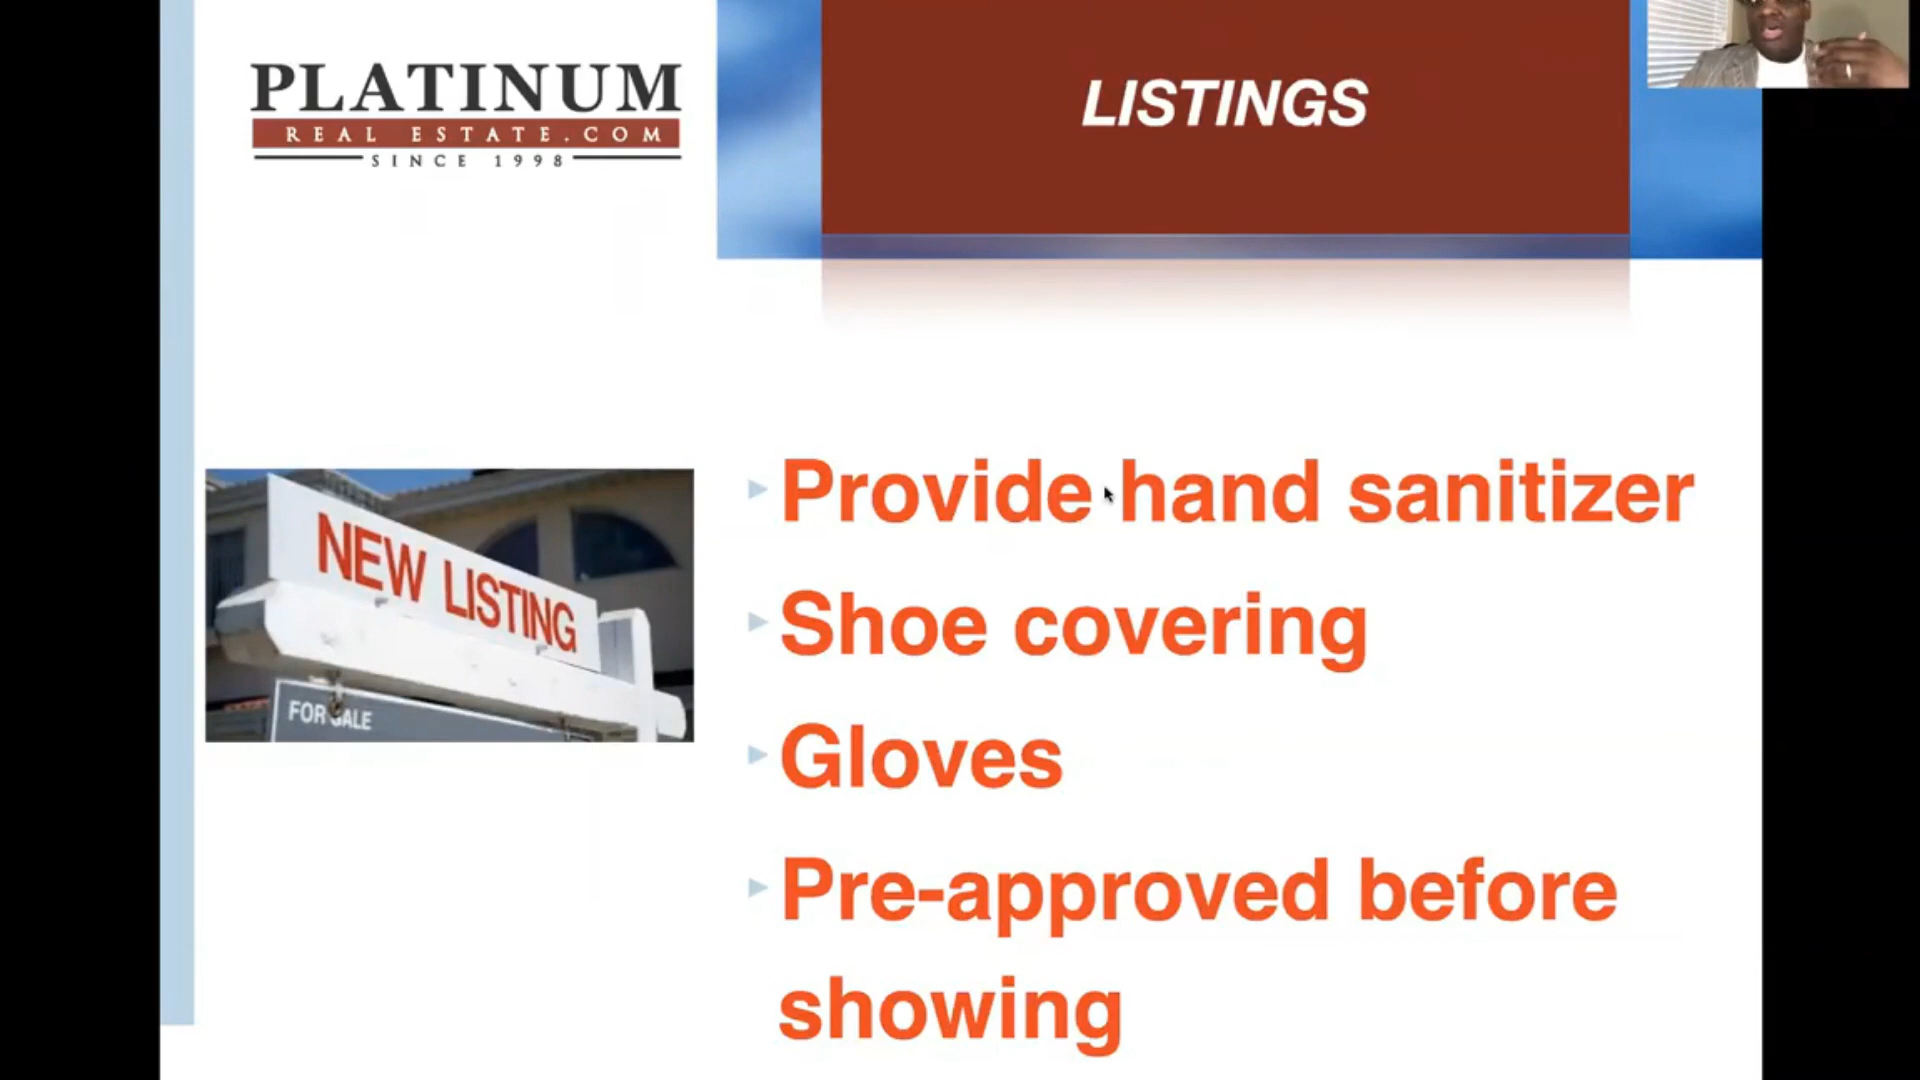 PLATINUM
REAL ESTATE.COM
SINCE 1998
LISTINGS
NEW LISTING
FOR SALE
Provide hand sanitizer
Shoe covering
Gloves
Pre-approved before
showing